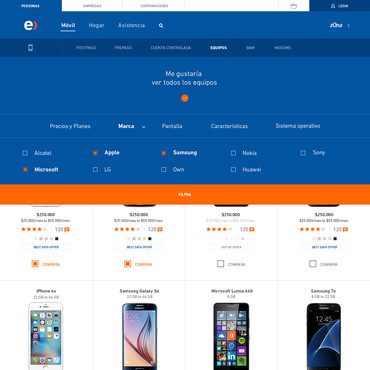 PERSONAS EMPRESAS CORPORACIONES LOGIN
e) Móvil Hogar Asistencia zOna
POSTPAGO PREPAGO CUENTA CONTROLADA EQUIPOS BAM MODEMS
Me gustaría
ver todos los equipos
Precios y Planes Marca Pantalla Características Sistema operativo
Alcatel Apple Samsung Nokia Sony
Microsoft LG Own Huawei
FILTRA
$250.000 $250.000 $250.000 $250.000
$25.000/mes to $55.000/mes $25.000/mes to $55.000/mes $25.000/mes to $55.000/mes $25.000/mes to $55.000/mes
120 120 120 120
BEST DATA OFFER BEST DATA OFFER OUT OF OFFER BEST DATA OFFER
COMPARA COMPARA COMPARA COMPARA
iPhone 6s Samsung Galaxy S6 Microsoft Lumia 640 Samsung 7s
32 GB to 64 GB 32 GB to 64 GB 8 GB 8 GB to 32 GB